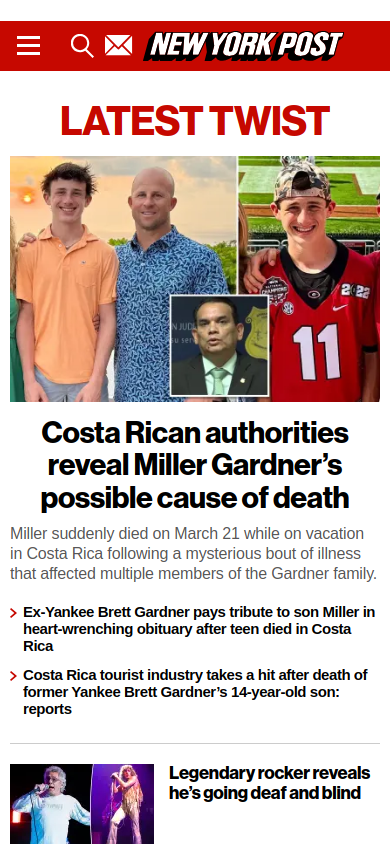 NEW YORK POST
LATEST TWIST
11
Costa Rican authorities
reveal Miller Gardner’s
possible cause of death
Miller suddenly died on March 21 while on vacation
in Costa Rica following a mysterious bout of illness
that affected multiple members of the Gardner family.
Ex-Yankee Brett Gardner pays tribute to son Miller in
heart-wrenching obituary after teen died in Costa
Rica
Costa Rica tourist industry takes a hit after death of
former Yankee Brett Gardner’s 14-year-old son:
reports
Legendary rocker reveals
he’s going deaf and blind